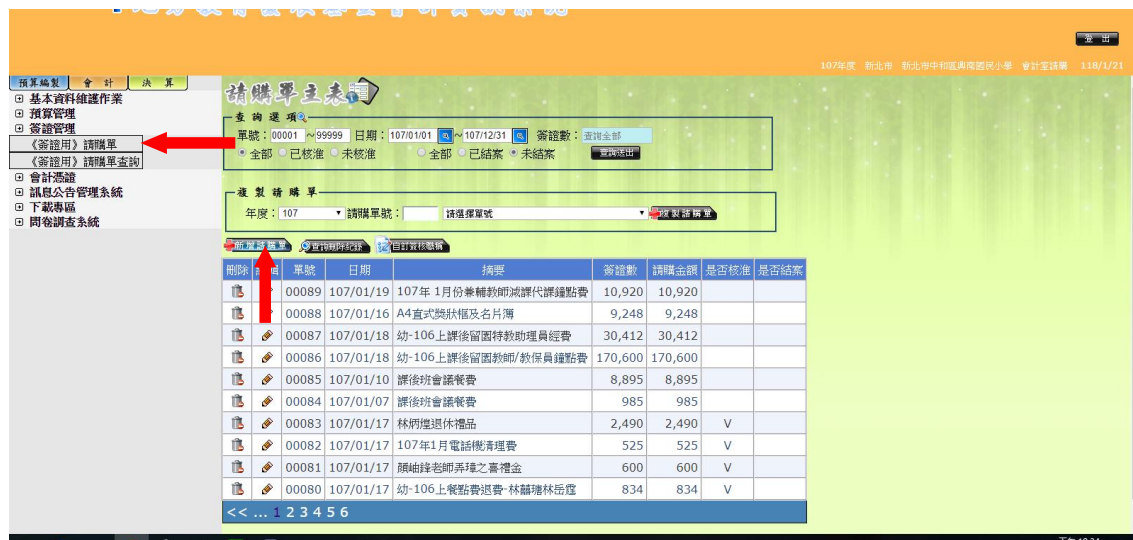 登 出
107年度 新北市 新北市中和區興南國民小學 會計室請購 118/1/21
預算編製 會 計 決 算
基本資料維護作業
預算管理
簽證管理
《簽證用》請購單
《簽證用》請購單查詢
會計憑證
訊息公告管理系統
下載專區
問卷調查系統
請購單主表
查詢選項
單號：00001 ~99999 日期：107/01/01 ~107/12/31 簽證數：查詢全部
全部 已核准 未核准 全部 已結案 未結案 查詢送出
複製請購單
年度：107 請購單號： 請選擇單號 複製請購單
新增請購單 查詢刪除紀錄 自訂簽核職稱
刪除 單號 日期 摘要 簽證數 請購金額 是否核准 是否結案
00089 107/01/19 107年 1月份兼輔教師減課代課鐘點費 10,920 10,920
00088 107/01/16 A4直式獎狀框及名片簿 9,248 9,248
00087 107/01/18 幼-106上課後留園特教助理員經費 30,412 30,412
00086 107/01/18 幼-106上課後留園教師/教保員鐘點費 170,600 170,600
00085 107/01/10 課後班會議餐費 8,895 8,895
00084 107/01/07 課後班會議餐費 985 985
00083 107/01/17 林炳煌退休禮品 2,490 2,490 V
00082 107/01/17 107年1月電話機清理費 525 525 V
00081 107/01/17 顏岫鋒老師弄璋之喜禮金 600 600 V
00080 107/01/17 幼-106上餐點費退費-林囍瑭林岳霆 834 834 V
<< ... 1 2 3 4 5 6